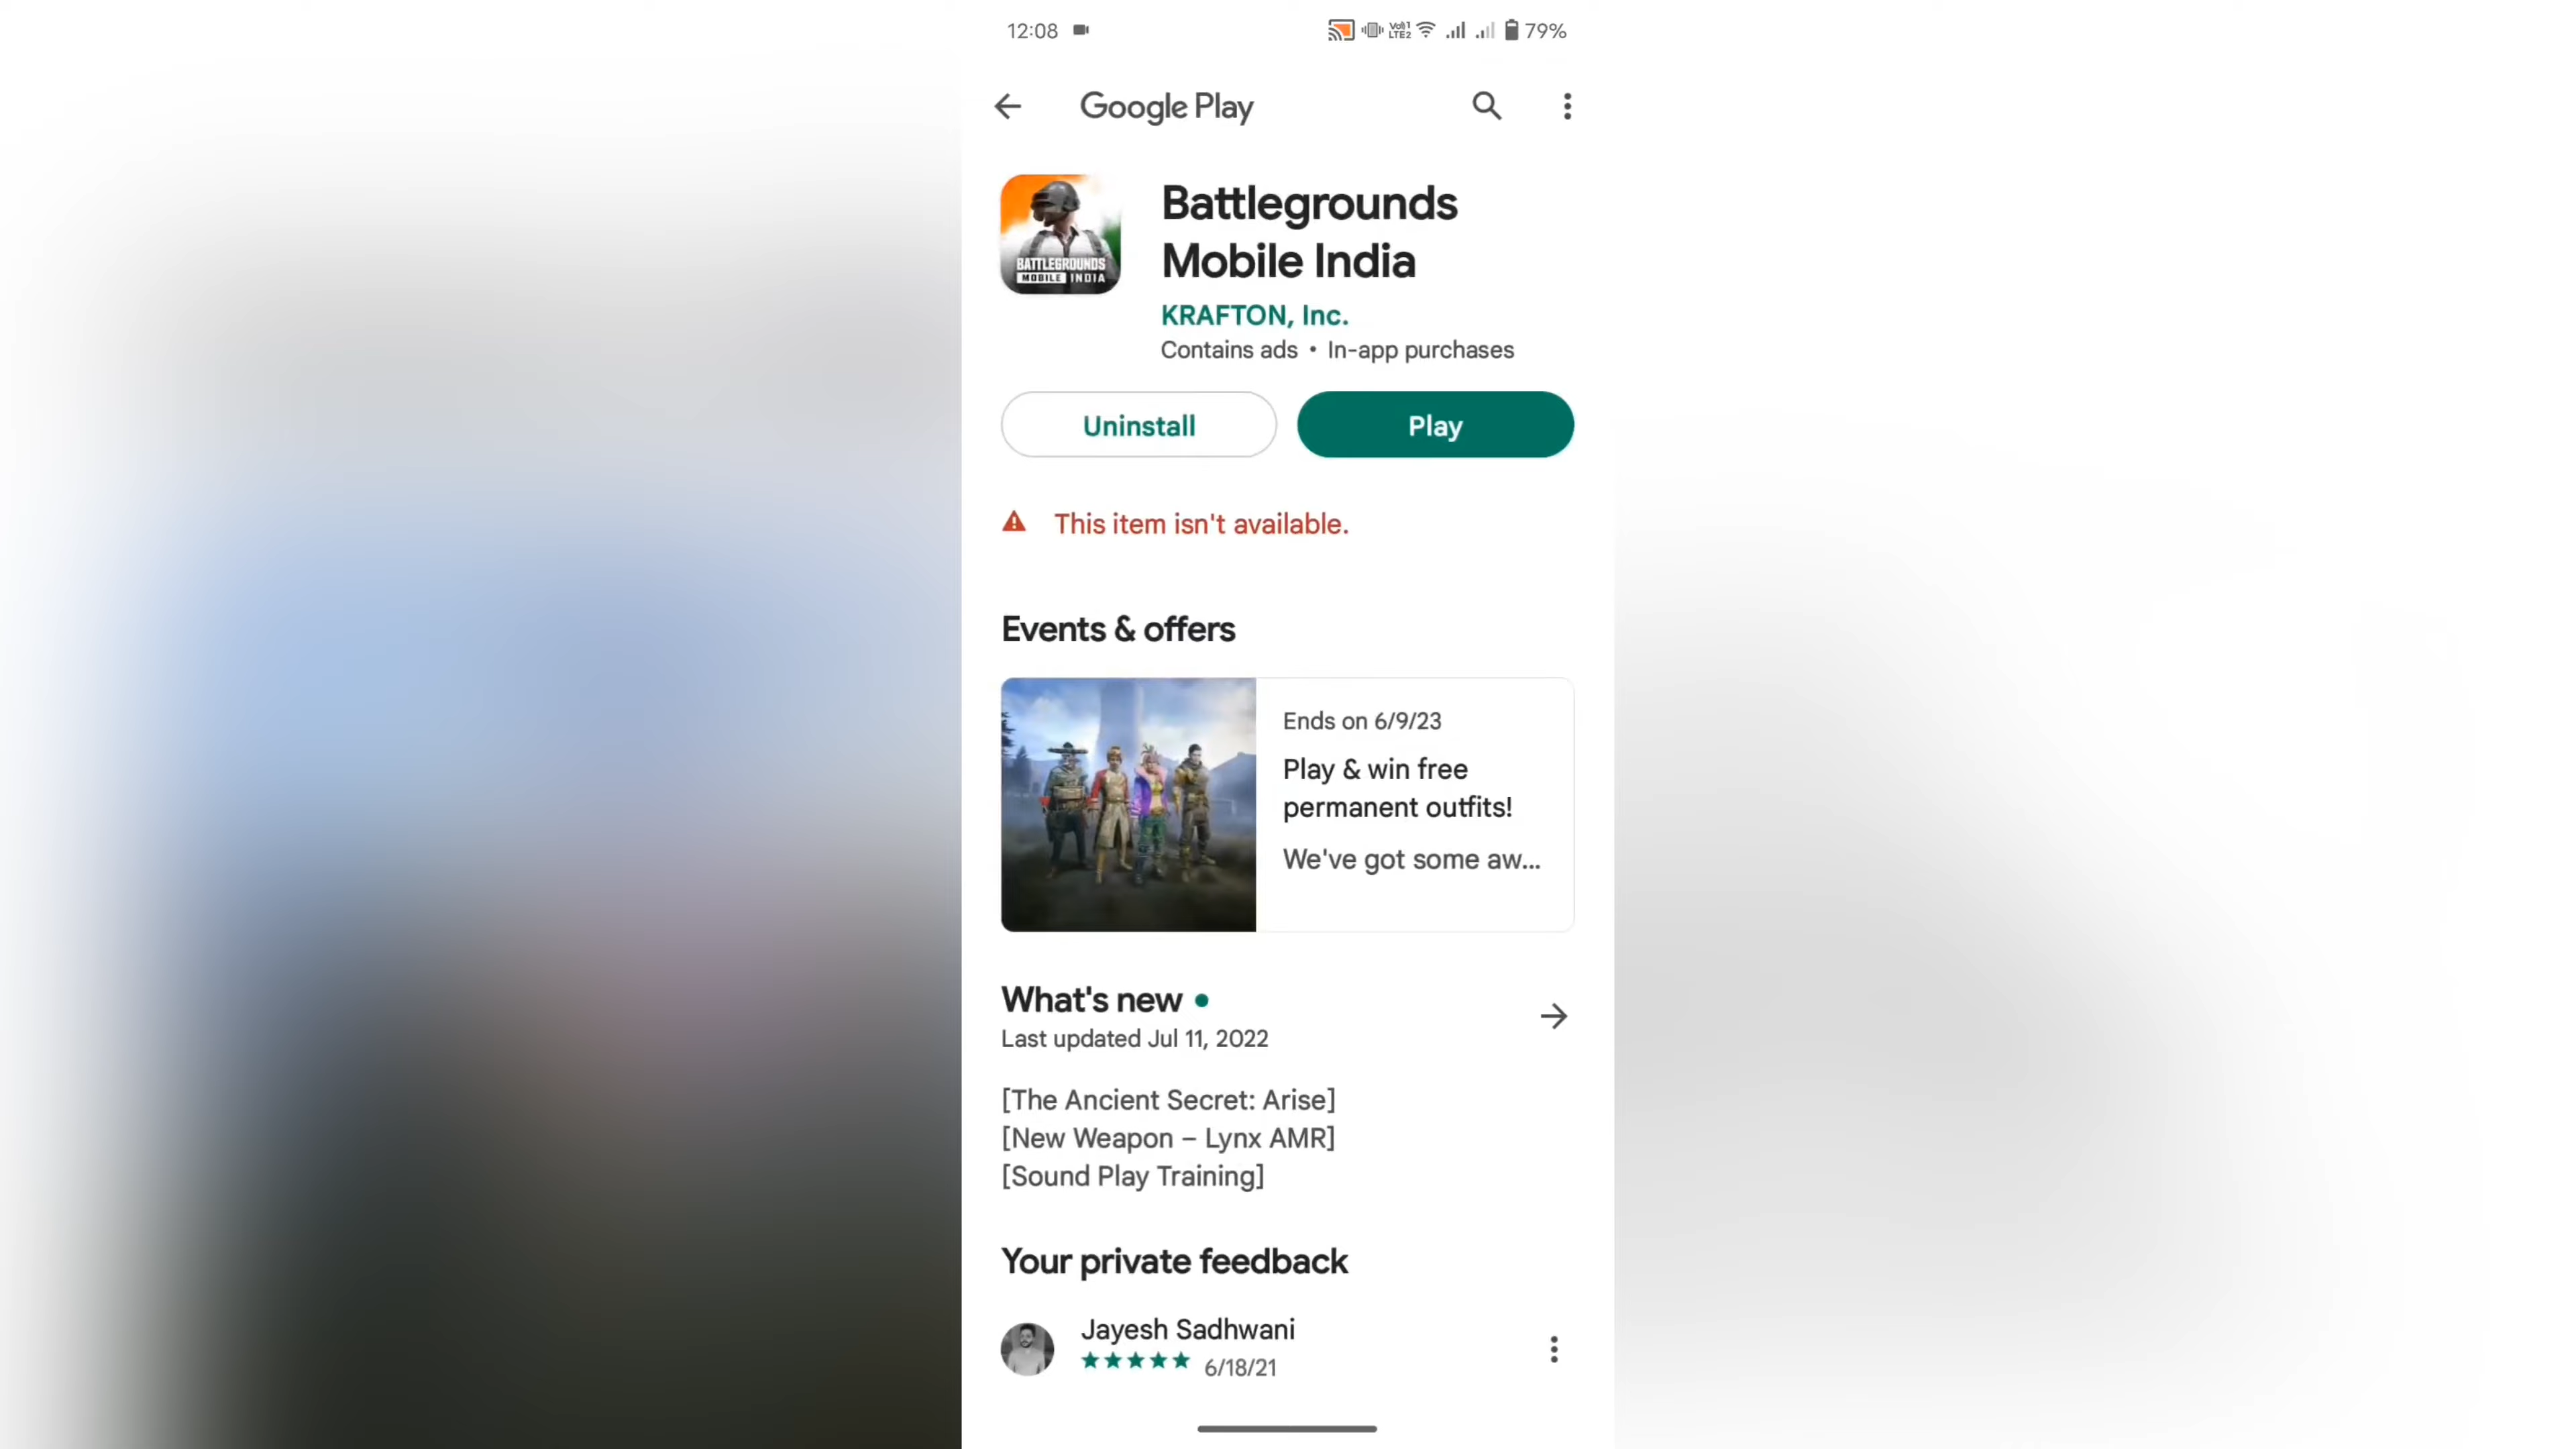 12:08
Vo)) 1
LTE2
79%
Google Play
BATTLEGROUNDS
MOBILE INDIA
Battlegrounds
Mobile India
KRAFTON, Inc.
Contains ads • In-app purchases
Uninstall
Play
This item isn't available.
Events & offers
Ends on 6/9/23
Play & win free
permanent outfits!
We've got some aw...
What's new
Last updated Jul 11, 2022
[The Ancient Secret: Arise]
[New Weapon – Lynx AMR]
[Sound Play Training]
Your private feedback
Jayesh Sadhwani
6/18/21